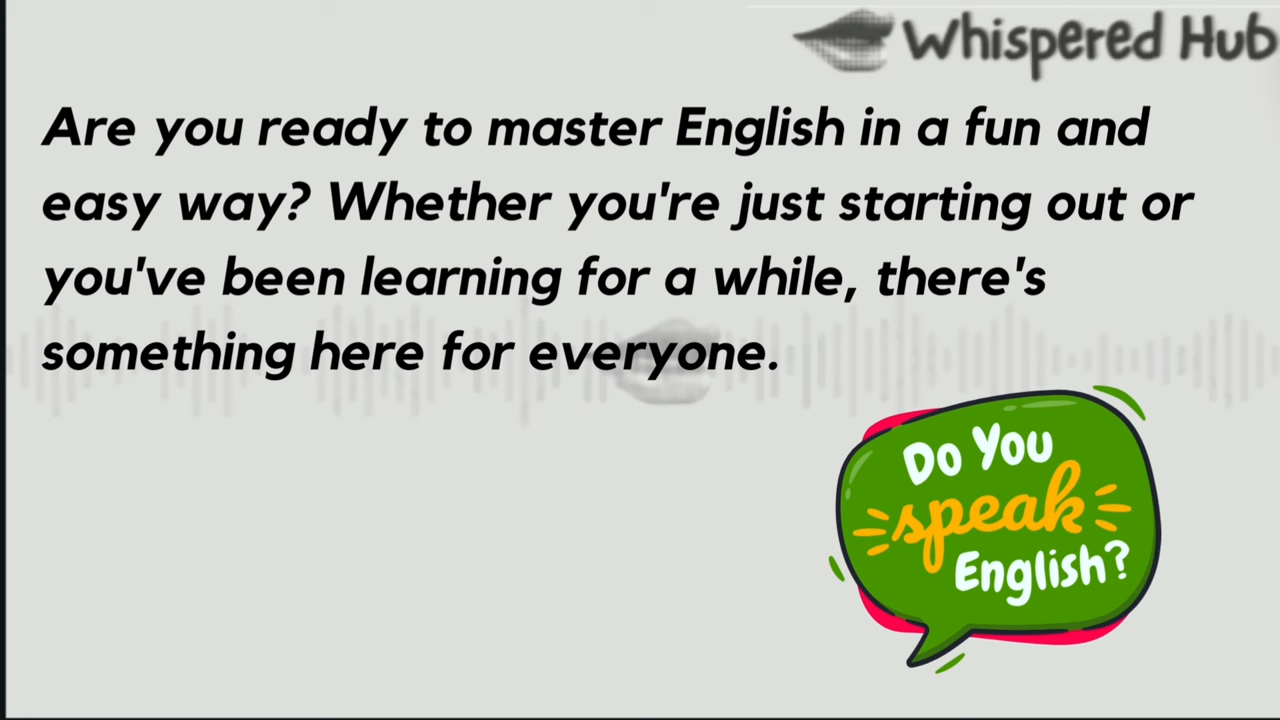 Whispered Hub
Are you ready to master English in a fun and
easy way? Whether you're just starting out or
you've been learning for a while, there's
something here for everyone.
Do You
speak
English?